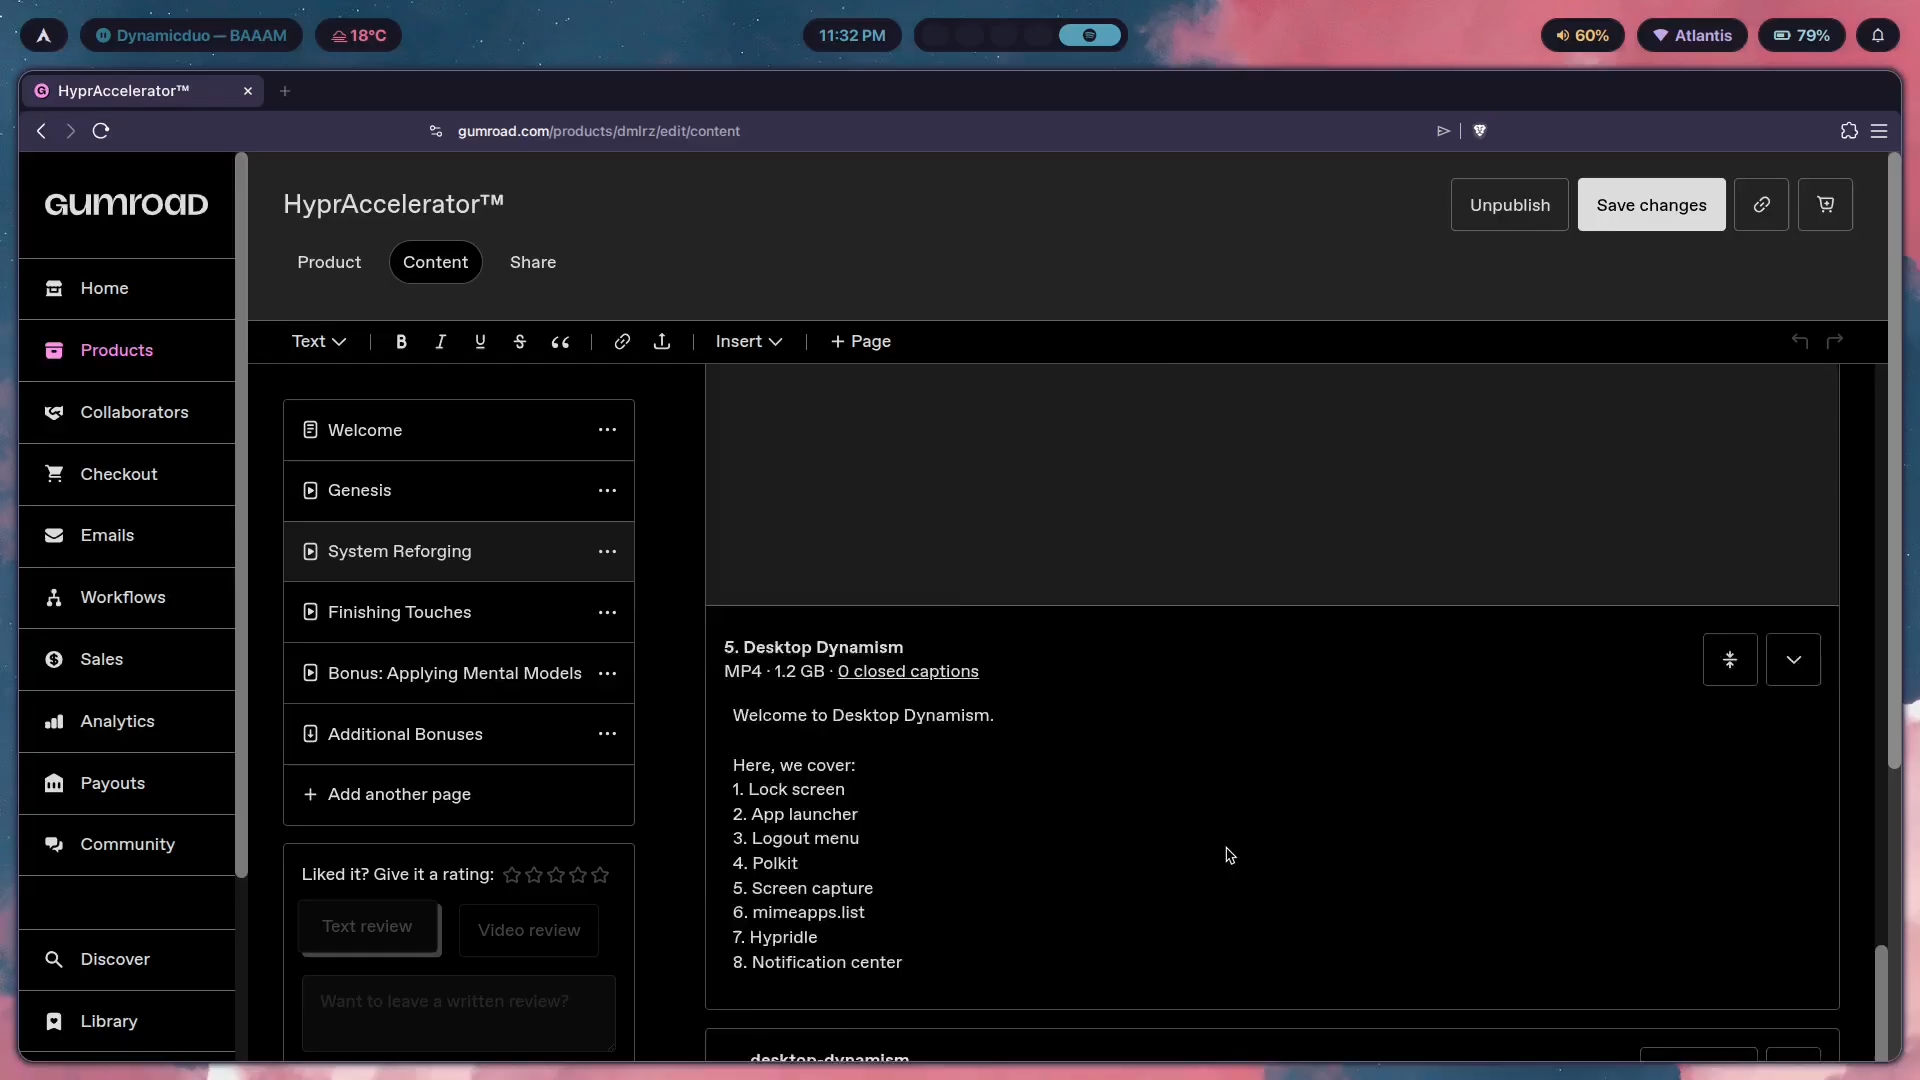 Dynamicduo — BAAAM
18°C
11:32 PM
60%
Atlantis
79%
HyprAccelerator™
gumroad.com/products/dmlrz/edit/content
GUMROAD
Home
Products
Collaborators
Checkout
Emails
Workflows
Sales
Analytics
Payouts
Community
Discover
Library
HyprAccelerator™
Unpublish
Save changes
Product
Content
Share
Text
B
I
U
S
Insert
+ Page
Welcome
Genesis
System Reforging
Finishing Touches
Bonus: Applying Mental Models
Additional Bonuses
+ Add another page
Liked it? Give it a rating:
Text review
Video review
Want to leave a written review?
5. Desktop Dynamism
MP4 · 1.2 GB · 0 closed captions
Welcome to Desktop Dynamism.
Here, we cover:
1. Lock screen
2. App launcher
3. Logout menu
4. Polkit
5. Screen capture
6. mimeapps.list
7. Hypridle
8. Notification center
desktop-dynamism